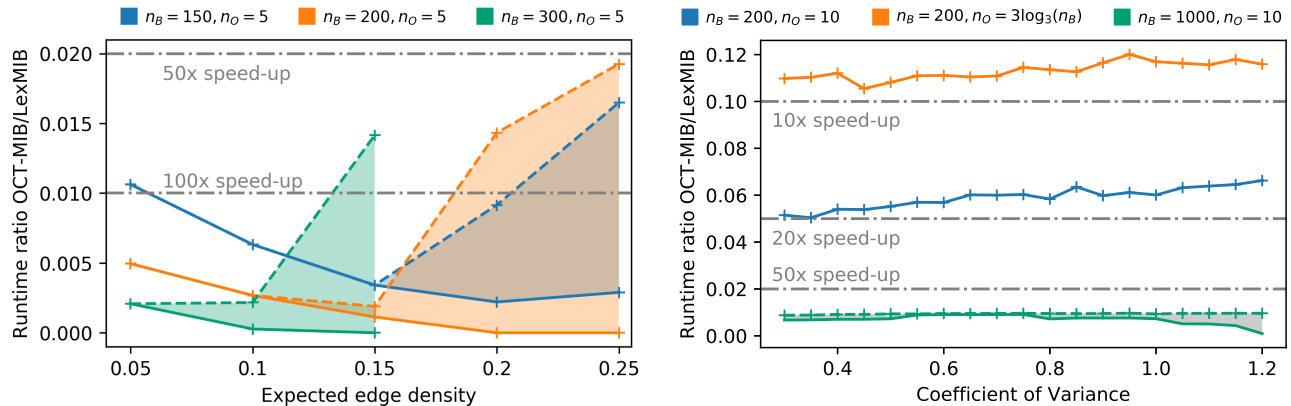 n_B = 150, n_O = 5
n_B = 200, n_O = 5
n_B = 300, n_O = 5
Runtime ratio OCT-MIB/LexMIB
0.020
0.015
0.010
0.005
0.000
50x speed-up
100x speed-up
0.05
0.1
0.15
0.2
0.25
Expected edge density
n_B = 200, n_O = 10
n_B = 200, n_O = 3log_3(n_B)
n_B = 1000, n_O = 10
Runtime ratio OCT-MIB/LexMIB
0.12
0.10
0.08
0.06
0.04
0.02
0.00
10x speed-up
20x speed-up
50x speed-up
0.4
0.6
0.8
1.0
1.2
Coefficient of Variance